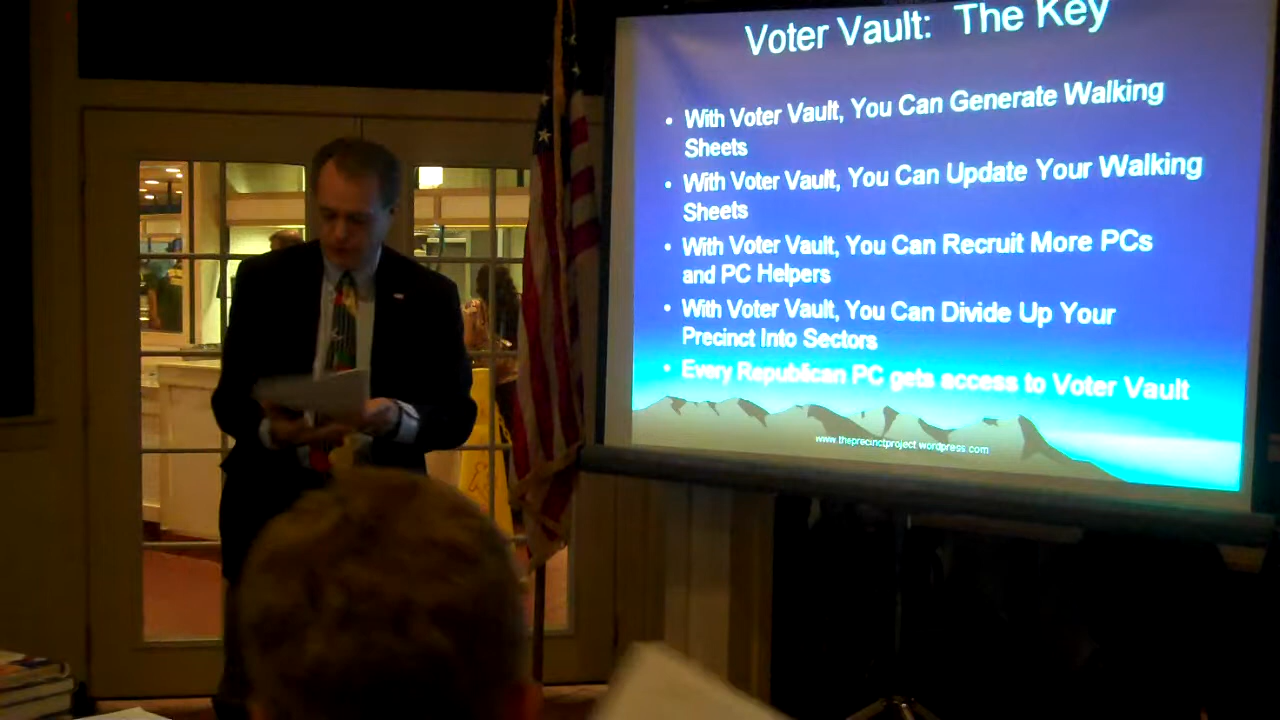 Voter Vault: The Key
• With Voter Vault, You Can Generate Walking
Sheets
• With Voter Vault, You Can Update Your Walking
Sheets
• With Voter Vault, You Can Recruit More PCs
and PC Helpers
• With Voter Vault, You Can Divide Up Your
Precinct Into Sectors
• Every Republican PC gets access to Voter Vault
www.theprecinctproject.wordpress.com